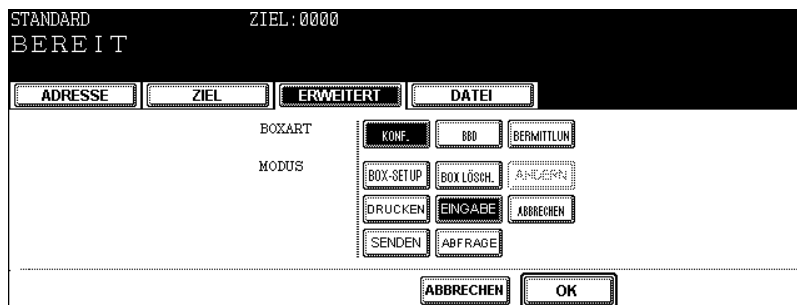 STANDARD ZIEL:0000
BEREIT
ADRESSE ZIEL ERWEITERT DATEI
BOXART KONF. BBD BERMITTLUN
MODUS BOX-SETUP BOX LÖSCH. ÄNDERN
DRUCKEN EINGABE ABBRECHEN
SENDEN ABFRAGE
ABBRECHEN OK